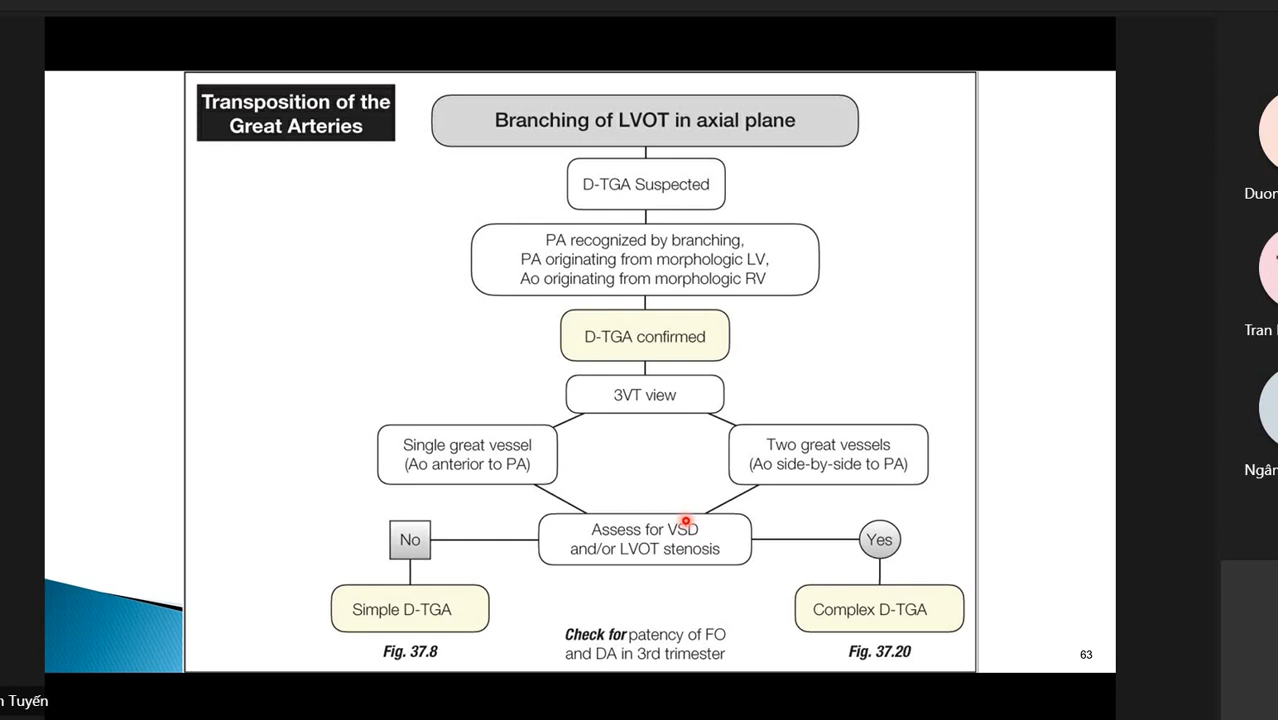 Transposition of the
Great Arteries
Branching of LVOT in axial plane
D-TGA Suspected
PA recognized by branching,
PA originating from morphologic LV,
Ao originating from morphologic RV
D-TGA confirmed
3VT view
Single great vessel
(Ao anterior to PA)
Two great vessels
(Ao side-by-side to PA)
Assess for VSD
and/or LVOT stenosis
No
Yes
Simple D-TGA
Complex D-TGA
Fig. 37.8
Check for patency of FO
and DA in 3rd trimester
Fig. 37.20
63
Tuyến
Tran
Ngân